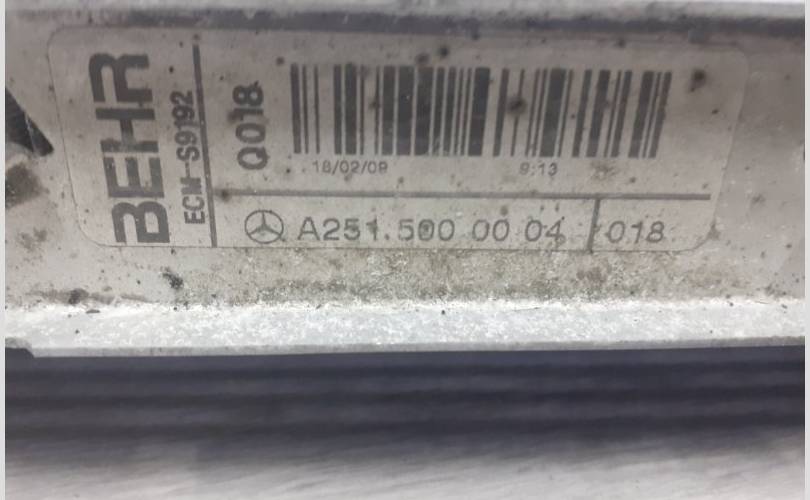 BEHR
ECM-S9192
Q018
18/02/09 9:13
A251.500 00 04 018